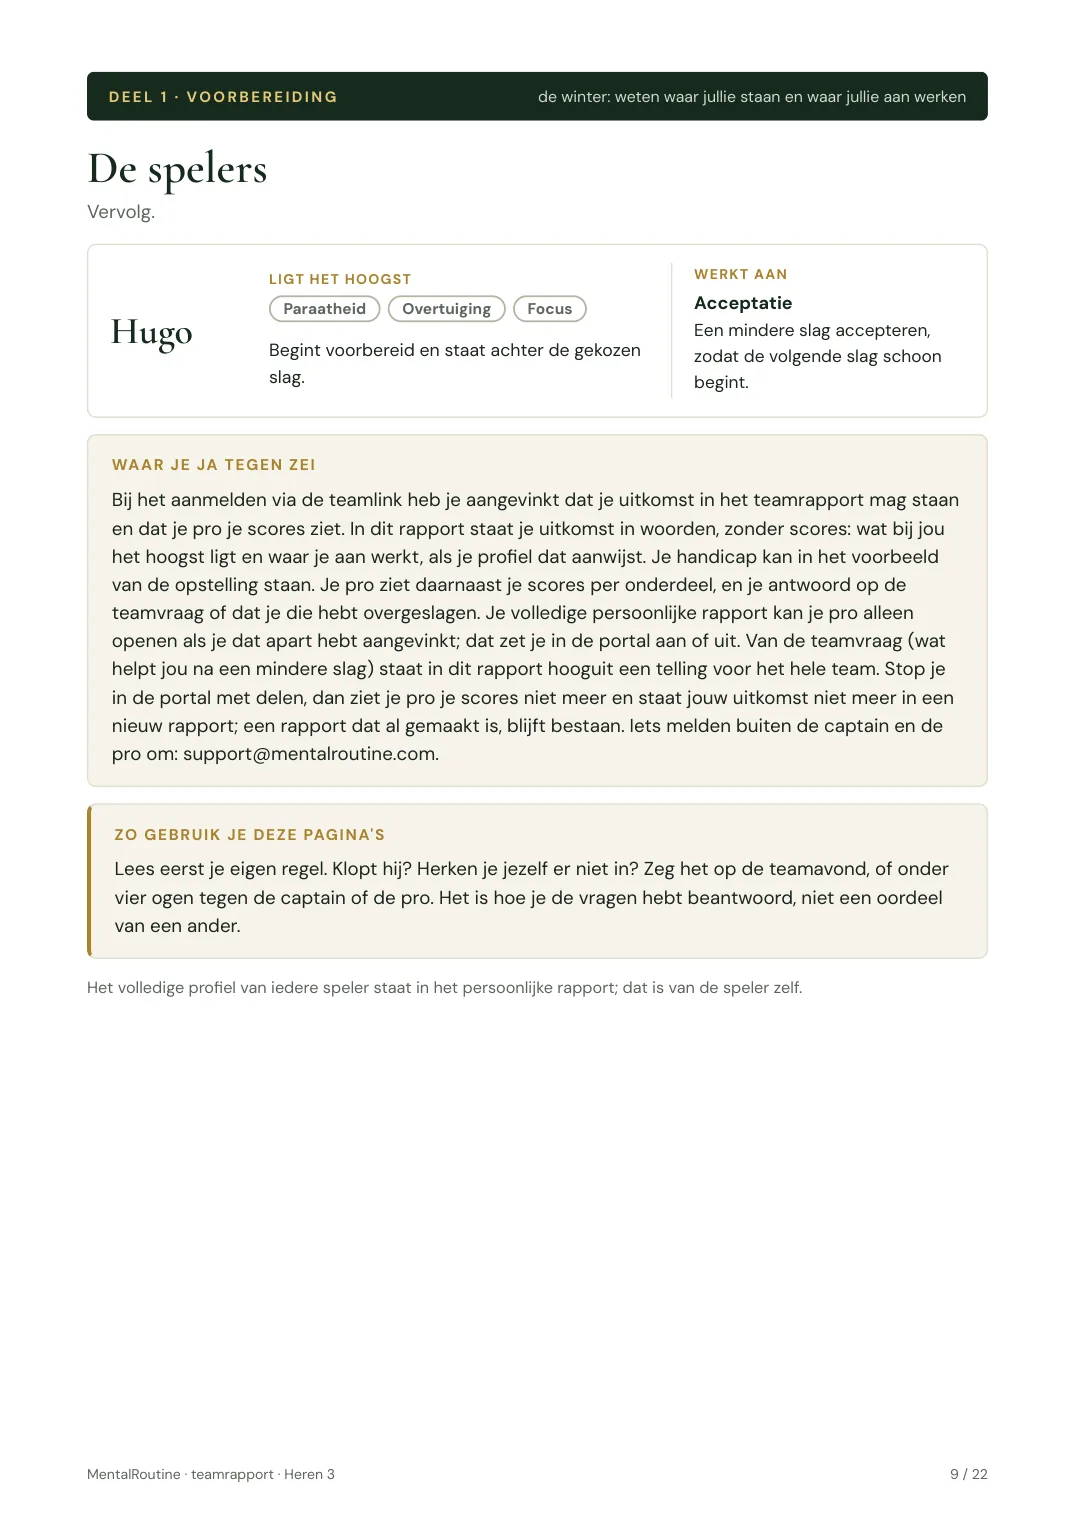 DEEL 1 · VOORBEREIDING
de winter: weten waar jullie staan en waar jullie aan werken
De spelers
Vervolg.
Hugo
LIGT HET HOOGST
Paraatheid
Overtuiging
Focus
Begint voorbereid en staat achter de gekozen
slag.
WERKT AAN
Acceptatie
Een mindere slag accepteren,
zodat de volgende slag schoon
begint.
WAAR JE JA TEGEN ZEI
Bij het aanmelden via de teamlink heb je aangevinkt dat je uitkomst in het teamrapport mag staan
en dat je pro je scores ziet. In dit rapport staat je uitkomst in woorden, zonder scores: wat bij jou
het hoogst ligt en waar je aan werkt, als je profiel dat aanwijst. Je handicap kan in het voorbeeld
van de opstelling staan. Je pro ziet daarnaast je scores per onderdeel, en je antwoord op de
teamvraag of dat je die hebt overgeslagen. Je volledige persoonlijke rapport kan je pro alleen
openen als je dat apart hebt aangevinkt; dat zet je in de portal aan of uit. Van de teamvraag (wat
helpt jou na een mindere slag) staat in dit rapport hooguit een telling voor het hele team. Stop je
in de portal met delen, dan ziet je pro je scores niet meer en staat jouw uitkomst niet meer in een
nieuw rapport; een rapport dat al gemaakt is, blijft bestaan. Iets melden buiten de captain en de
pro om: support@mentalroutine.com.
ZO GEBRUIK JE DEZE PAGINA'S
Lees eerst je eigen regel. Klopt hij? Herken je jezelf er niet in? Zeg het op de teamavond, of onder
vier ogen tegen de captain of de pro. Het is hoe je de vragen hebt beantwoord, niet een oordeel
van een ander.
Het volledige profiel van iedere speler staat in het persoonlijke rapport; dat is van de speler zelf.
MentalRoutine · teamrapport · Heren 3
9 / 22